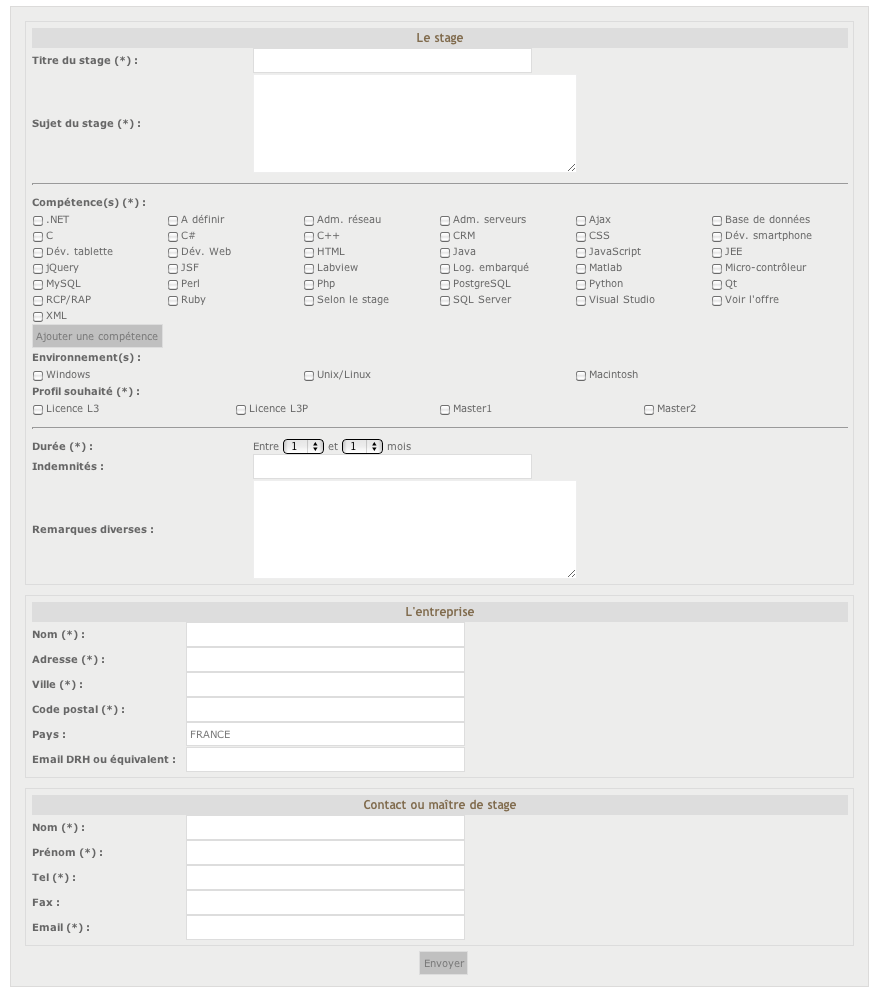 Le stage
Titre du stage (*) :
Sujet du stage (*) :
Compétence(s) (*) :
.NET A définir Adm. réseau Adm. serveurs Ajax Base de données
C C# C++ CRM CSS Dév. smartphone
Dév. tablette Dév. Web HTML Java JavaScript JEE
jQuery JSF Labview Log. embarqué Matlab Micro-contrôleur
MySQL Perl Php PostgreSQL Python Qt
RCP/RAP Ruby Selon le stage SQL Server Visual Studio Voir l'offre
XML
Ajouter une compétence
Environnement(s) :
Windows Unix/Linux Macintosh
Profil souhaité (*) :
Licence L3 Licence L3P Master1 Master2
Durée (*) : Entre 1 et 1 mois
Indemnités :
Remarques diverses :
L'entreprise
Nom (*) :
Adresse (*) :
Ville (*) :
Code postal (*) :
Pays : FRANCE
Email DRH ou équivalent :
Contact ou maître de stage
Nom (*) :
Prénom (*) :
Tel (*) :
Fax :
Email (*) :
Envoyer